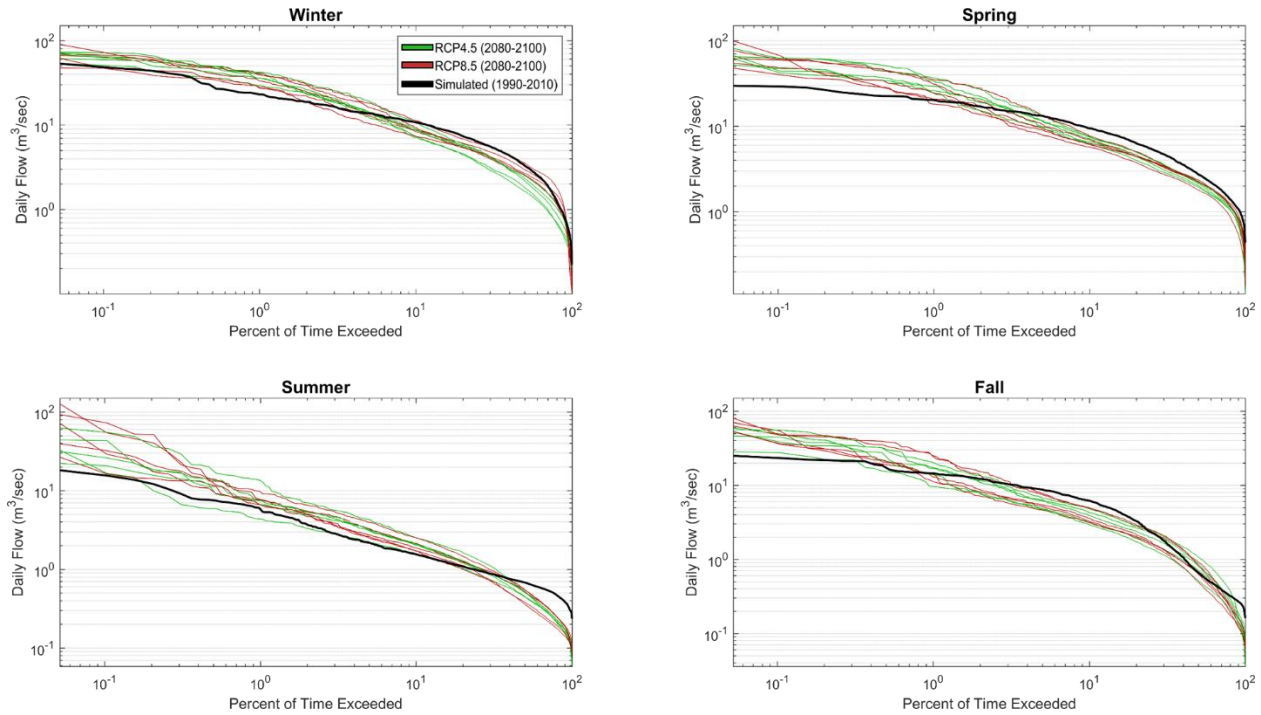 Winter
10^2
10^1
10^0
Daily Flow (m^3/sec)
RCP4.5 (2080-2100)
RCP8.5 (2080-2100)
Simulated (1990-2010)
10^-1
10^0
10^1
10^2
Percent of Time Exceeded
Spring
10^2
10^1
10^0
Daily Flow (m^3/sec)
10^-1
10^0
10^1
10^2
Percent of Time Exceeded
Summer
10^2
10^1
10^0
10^-1
Daily Flow (m^3/sec)
10^-1
10^0
10^1
10^2
Percent of Time Exceeded
Fall
10^2
10^1
10^0
10^-1
Daily Flow (m^3/sec)
10^-1
10^0
10^1
10^2
Percent of Time Exceeded